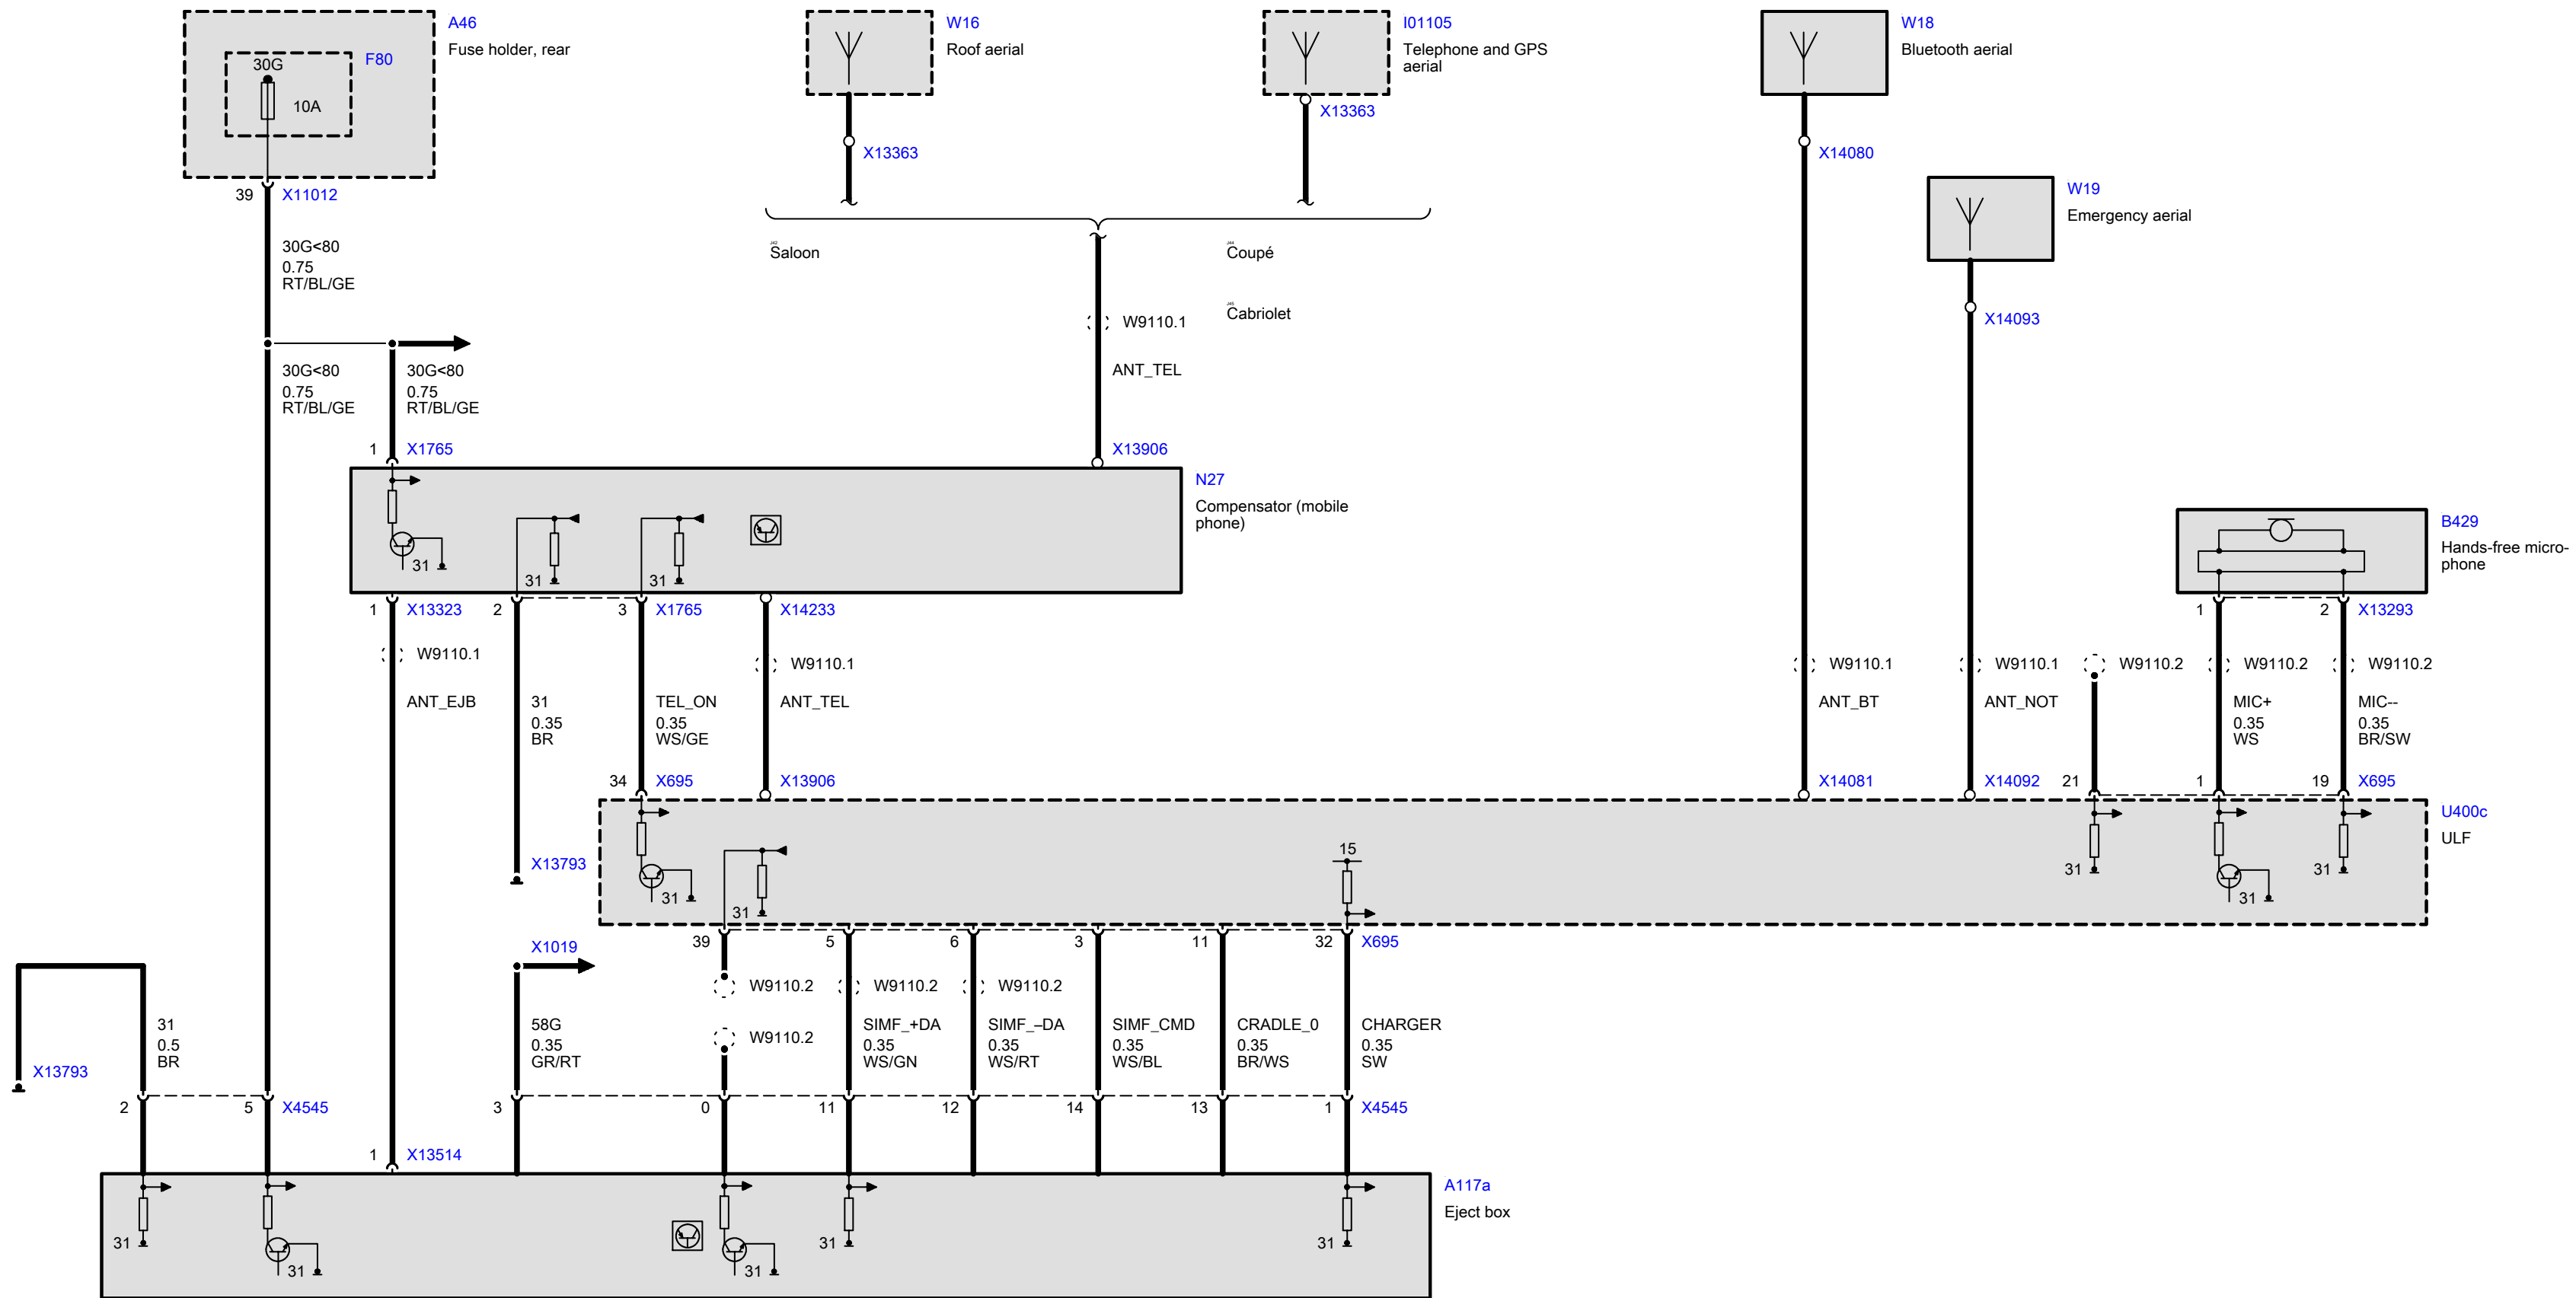 A46
Fuse holder, rear
F80
30G
10A
39
X11012
30G<80
0.75
RT/BL/GE
30G<80
0.75
RT/BL/GE
30G<80
0.75
RT/BL/GE
1
X1765
W16
Roof aerial
X13363
I01105
Telephone and GPS
aerial
X13363
Saloon
Coupé
Cabriolet
W9110.1
ANT_TEL
X13906
W18
Bluetooth aerial
X14080
W19
Emergency aerial
X14093
N27
Compensator (mobile
phone)
31
31
31
B429
Hands-free micro-
phone
1
X13323
2
3
X1765
X14233
1
2
X13293
W9110.1
W9110.1
W9110.1
W9110.1
W9110.2
W9110.2
W9110.2
ANT_EJB
31
0.35
BR
TEL_ON
0.35
WS/GE
ANT_TEL
ANT_BT
ANT_NOT
MIC+
0.35
WS
MIC--
0.35
BR/SW
34
X695
X13906
X14081
X14092
21
1
19
X695
U400c
ULF
X13793
31
31
15
31
31
31
X1019
39
5
6
3
11
32
X695
W9110.2
W9110.2
W9110.2
W9110.2
31
0.5
BR
X13793
58G
0.35
GR/RT
SIMF_+DA
0.35
WS/GN
SIMF_–DA
0.35
WS/RT
SIMF_CMD
0.35
WS/BL
CRADLE_0
0.35
BR/WS
CHARGER
0.35
SW
2
5
X4545
3
0
11
12
14
13
1
X4545
1
X13514
A117a
Eject box
31
31
31
31
31